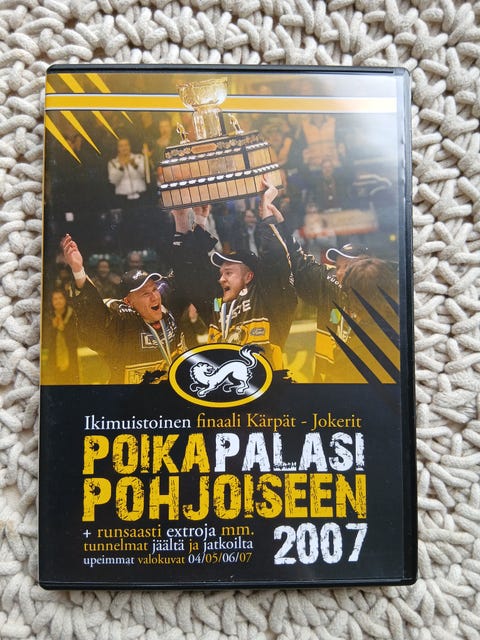 Ikimuistoinen finaali Kärpät - Jokerit
POIKA PALASI
POHJOISEEN
+ runsaasti extroja mm.
tunnelmat jäältä ja jatkoilta
upeimmat valokuvat 04/05/06/07
2007